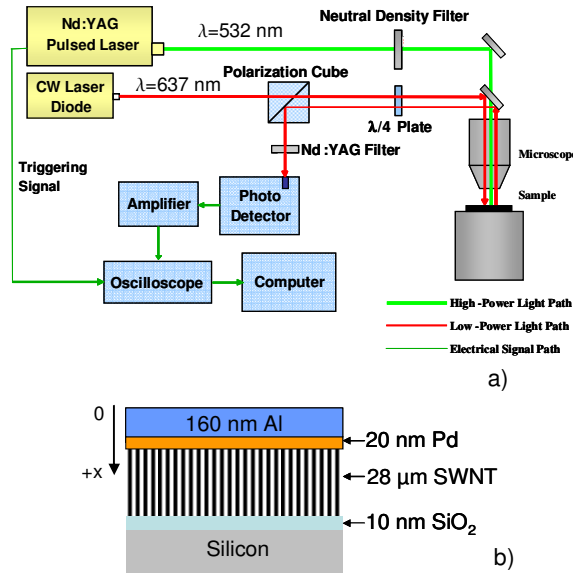 Nd:YAG
Pulsed Laser
λ=532 nm
Neutral Density Filter
CW Laser
Diode
λ=637 nm
Polarization Cube
λ/4 Plate
Nd:YAG Filter
Microscope
Triggering
Signal
Amplifier
Photo
Detector
Sample
Oscilloscope
Computer
High-Power Light Path
Low-Power Light Path
Electrical Signal Path
a)
0
160 nm Al
20 nm Pd
+x
28 μm SWNT
10 nm SiO₂
Silicon
b)